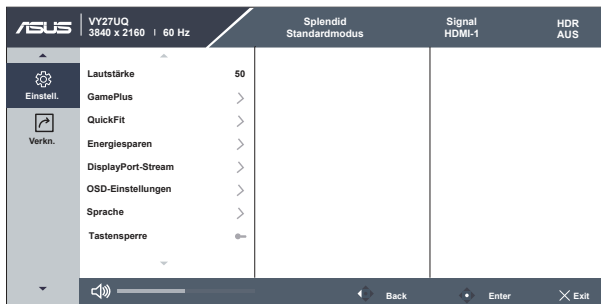 ASUS
VY27UQ
3840 x 2160 I 60 Hz
Splendid
Standardmodus
Signal
HDMI-1
HDR
AUS
Einstell.
Verkn.
Lautstärke 50
GamePlus
QuickFit
Energiesparen
DisplayPort-Stream
OSD-Einstellungen
Sprache
Tastensperre
Back
Enter
Exit